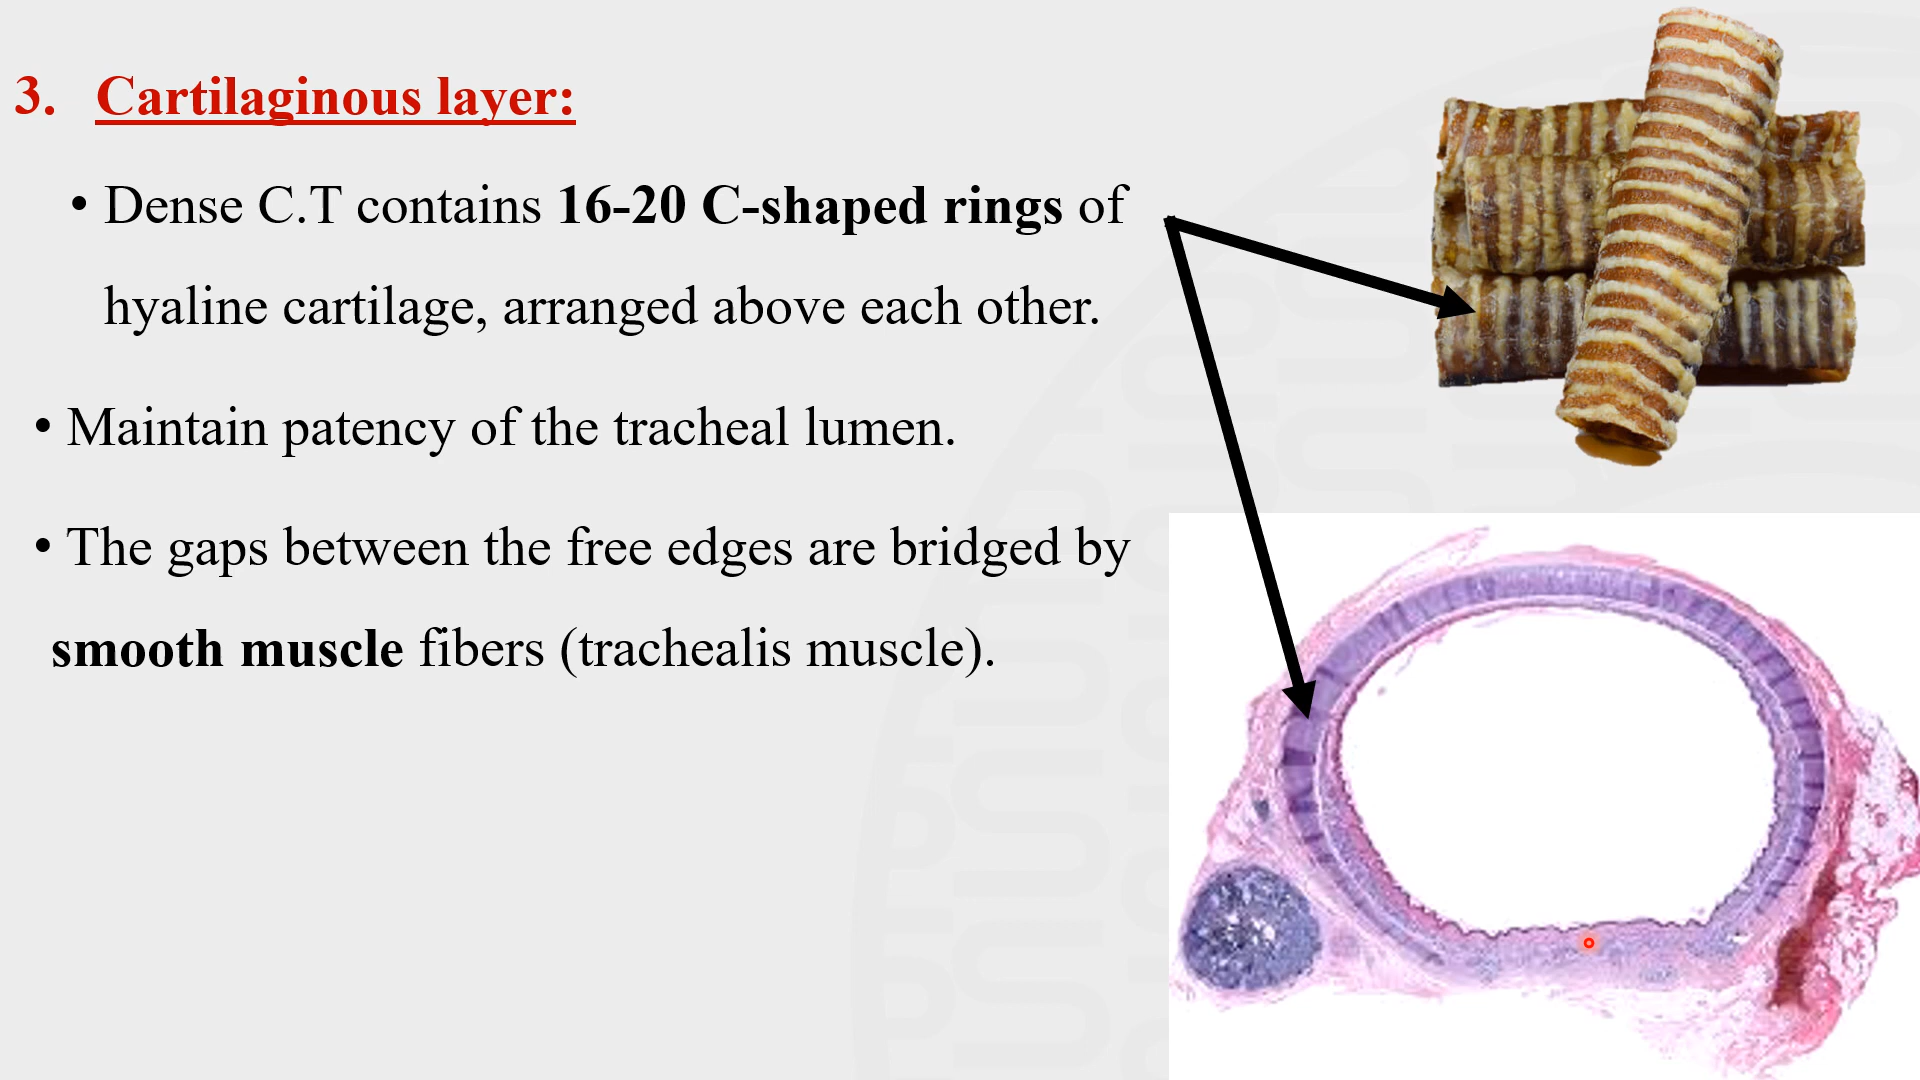 3. Cartilaginous layer:
• Dense C.T contains 16-20 C-shaped rings of
hyaline cartilage, arranged above each other.
• Maintain patency of the tracheal lumen.
• The gaps between the free edges are bridged by
smooth muscle fibers (trachealis muscle).